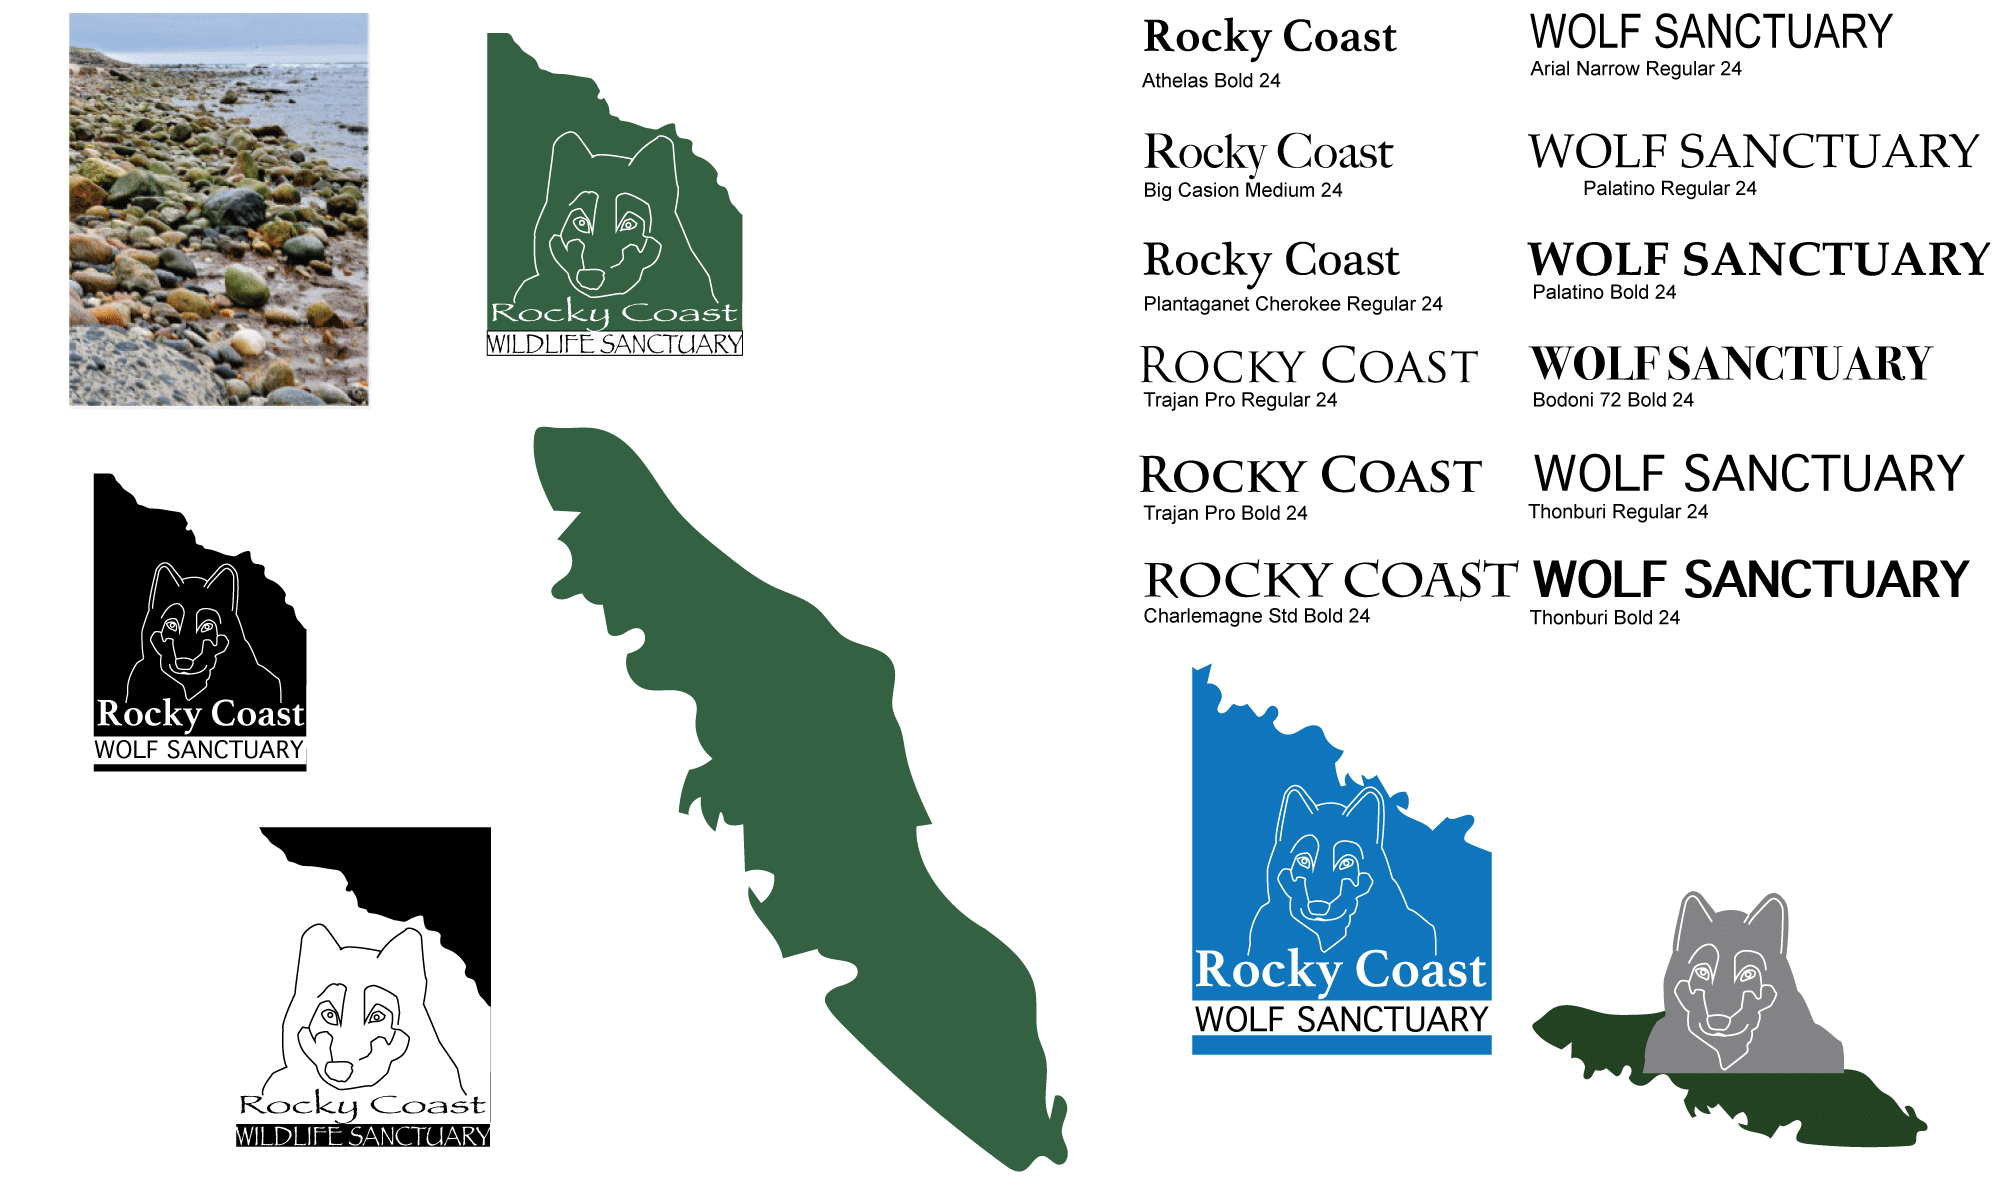 Rocky Coast
Athelas Bold 24
WOLF SANCTUARY
Arial Narrow Regular 24
Rocky Coast
Big Casion Medium 24
WOLF SANCTUARY
Palatino Regular 24
Rocky Coast
Plantaganet Cherokee Regular 24
WOLF SANCTUARY
Palatino Bold 24
ROCKY COAST
Trajan Pro Regular 24
WOLF SANCTUARY
Bodoni 72 Bold 24
ROCKY COAST
Trajan Pro Bold 24
WOLF SANCTUARY
Thonburi Regular 24
ROCKY COAST
Charlemagne Std Bold 24
WOLF SANCTUARY
Thonburi Bold 24
Rocky Coast
WILDLIFE SANCTUARY
Rocky Coast
WOLF SANCTUARY
Rocky Coast
WILDLIFE SANCTUARY
Rocky Coast
WOLF SANCTUARY